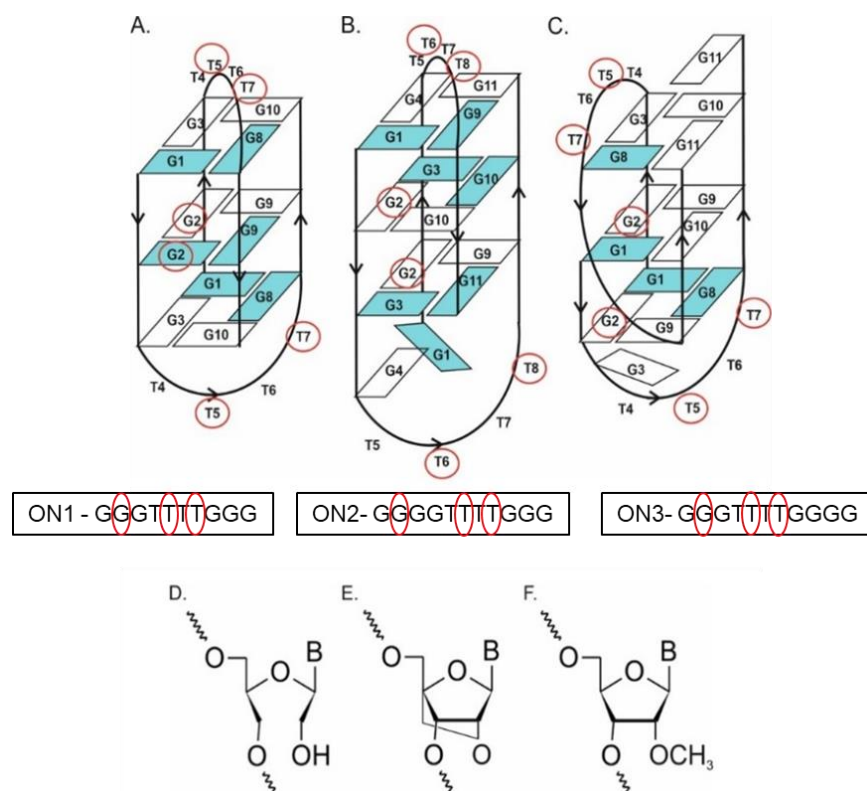 A. B. C.
T5 T6 T7 T5 T4 G11
T4 T6 T7 T5 T8 T6
G3 G10 G4 G11 G3 G10
G8 G9 T7 G11
G1 G1 G8
G3 G10
G2 G9 G2 G10 G2 G9
G2 G9 G1 G10
G1 G8 G2 G9 G1 G8
G3 G10 T7 G3 G11 G2 G9 T7
G1 G3 T6
T4 T6 G4 T8 T4 T5
T5 T5 T7
T6
ON1 - GGGTTTTGGG
ON2- GGGGTTTTGGG
ON3- GGGTTTTGGGG
D. E. F.
O O B O O B O O B
O OH O O O OCH3